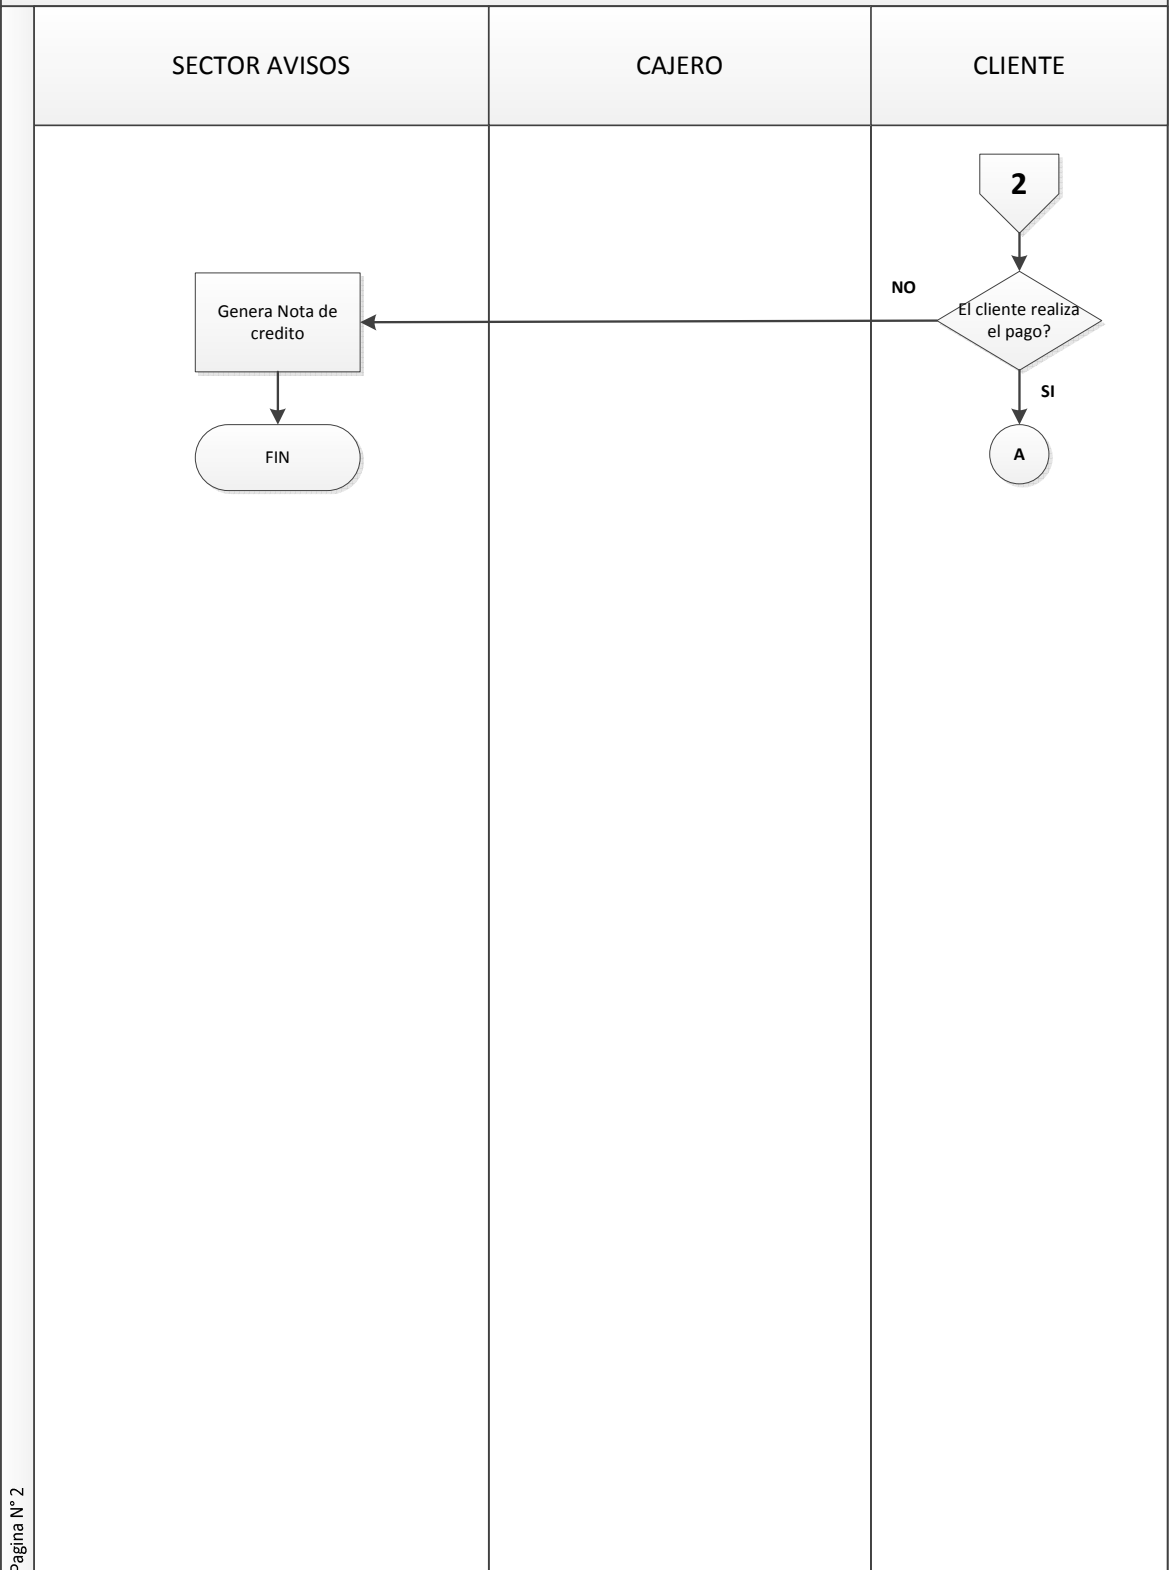 SECTOR AVISOS
CAJERO
CLIENTE
2
NO
El cliente realiza
el pago?
Genera Nota de
credito
SI
FIN
A
Pagina N° 2